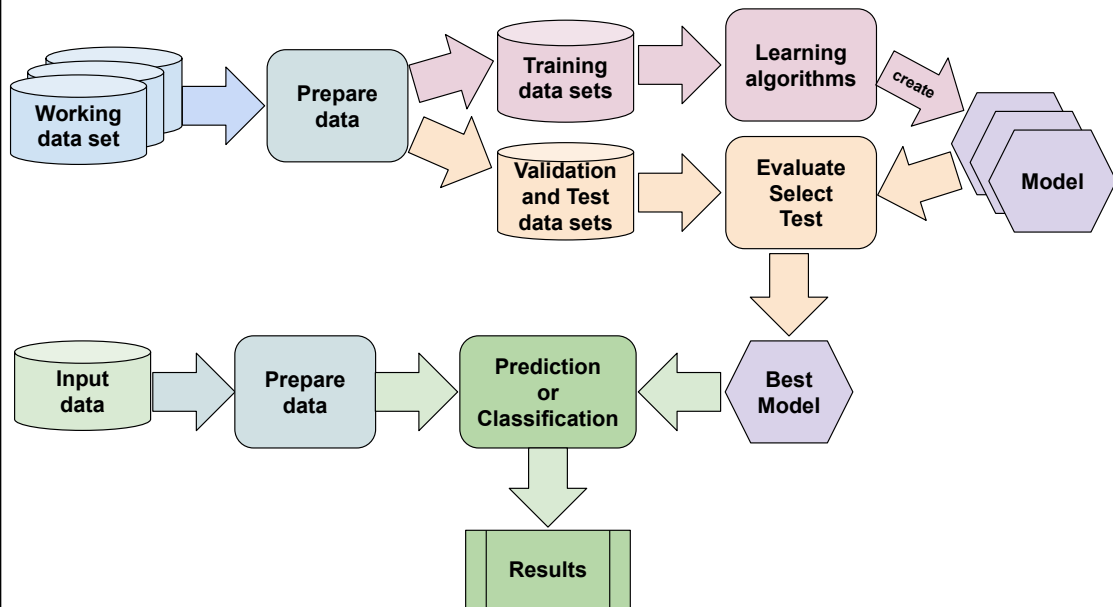 Working
data set
Prepare
data
Training
data sets
Learning
algorithms
create
Validation
and Test
data sets
Evaluate
Select
Test
Model
Input
data
Prepare
data
Prediction
or
Classification
Best
Model
Results